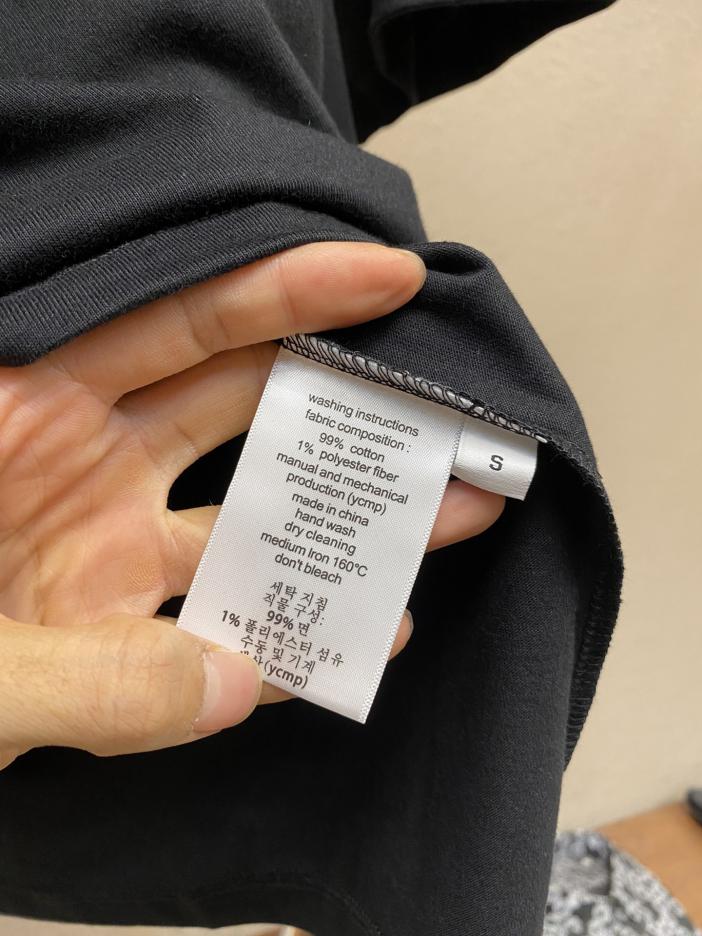 washing instructions
fabric composition :
99% cotton
1% polyester fiber
manual and mechanical
production (ycmp)
made in china
hand wash
dry cleaning
medium Iron 160℃
don't bleach
세탁 지침
직물 구성:
99% 면
1% 폴리에스터 섬유
수동 및 기계
(ycmp)
S